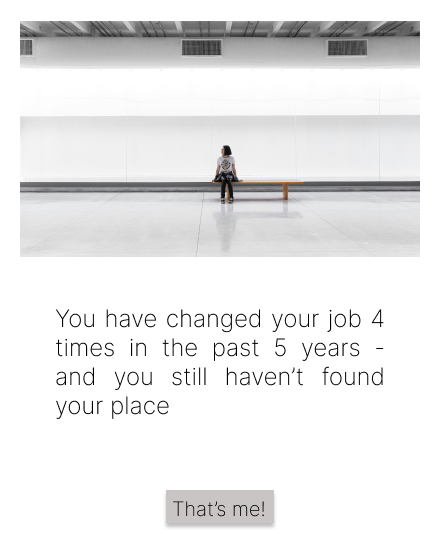 You have changed your job 4
times in the past 5 years -
and you still haven’t found
your place
That’s me!